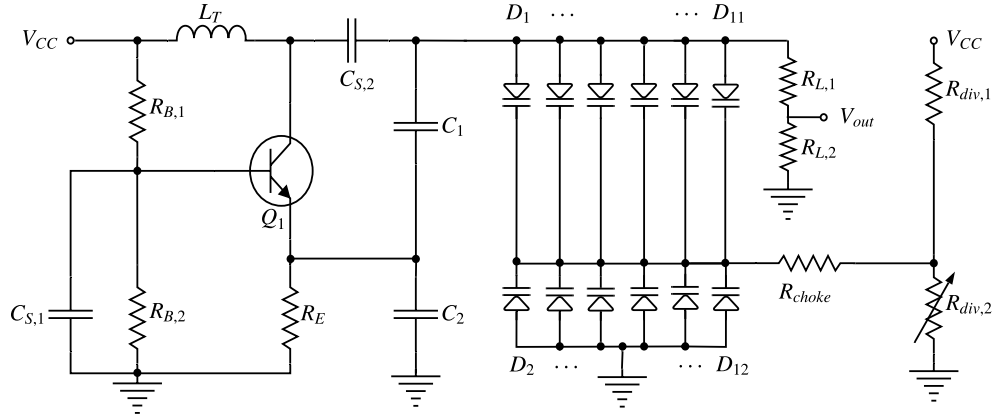 L_T
D_1 ... ... D_11
V_CC
V_CC
C_S,2
R_L,1
R_div,1
R_B,1
C_1
V_out
R_L,2
Q_1
R_choke
C_S,1
R_B,2
R_E
C_2
R_div,2
D_2 ... ... D_12